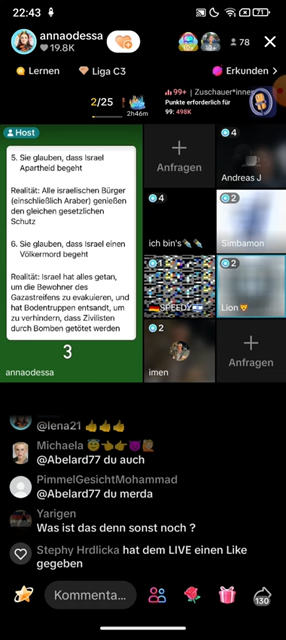 22:43
71
annaodessa
19.8K
78
Lernen
Liga C3
Erkunden
2/25
2h46m
99+ | Zuschauer*innen
Punkte erforderlich für
99: 498K
Host
5. Sie glauben, dass Israel
Apartheid begeht
Realität: Alle israelischen Bürger
(einschließlich Araber) genießen
den gleichen gesetzlichen
Schutz
6. Sie glauben, dass Israel einen
Völkermord begeht
Realität: Israel hat alles getan,
um die Bewohner des
Gazastreifens zu evakuieren, und
hat Bodentruppen entsandt, um
zu verhindern, dass Zivilisten
durch Bomben getötet werden
3
annaodessa
Anfragen
4
Andreas J
4
ich bin's
2
Simbamon
SPEEDY
2
Lion
imen
Anfragen
@lena21 👍👍👍
Michaela 😇👈👉😈🙋
@Abelard77 du auch
PimmelGesichtMohammad
@Abelard77 du merda
Yarigen
Was ist das denn sonst noch ?
Stephy Hrdlicka hat dem LIVE einen Like
gegeben
Kommenta...
130